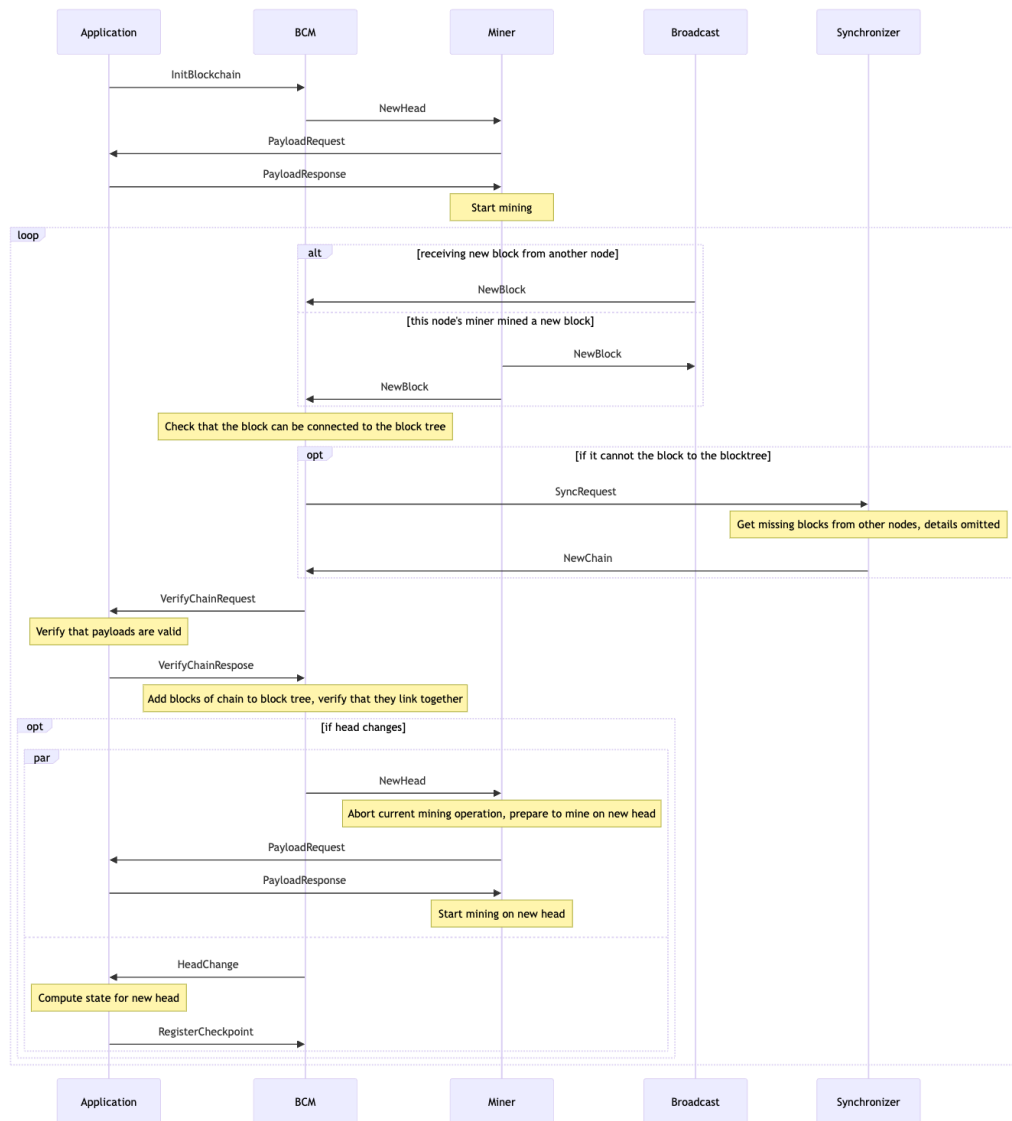 Application
BCM
Miner
Broadcast
Synchronizer
InitBlockchain
NewHead
PayloadRequest
PayloadResponse
Start mining
loop
alt
[receiving new block from another node]
NewBlock
[this node's miner mined a new block]
NewBlock
NewBlock
Check that the block can be connected to the block tree
opt
[if it cannot the block to the blocktree]
SyncRequest
Get missing blocks from other nodes, details omitted
NewChain
VerifyChainRequest
Verify that payloads are valid
VerifyChainRespose
Add blocks of chain to block tree, verify that they link together
opt
[if head changes]
par
NewHead
Abort current mining operation, prepare to mine on new head
PayloadRequest
PayloadResponse
Start mining on new head
HeadChange
Compute state for new head
RegisterCheckpoint
Application
BCM
Miner
Broadcast
Synchronizer